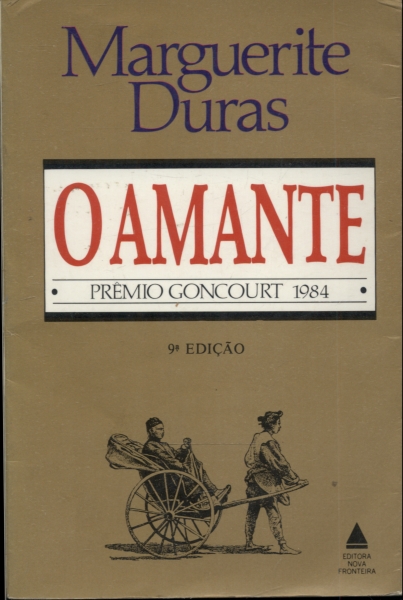 Marguerite
Duras
O AMANTE
• PRÊMIO GONCOURT 1984 •
9ª EDIÇÃO
EDITORA
NOVA
FRONTEIRA